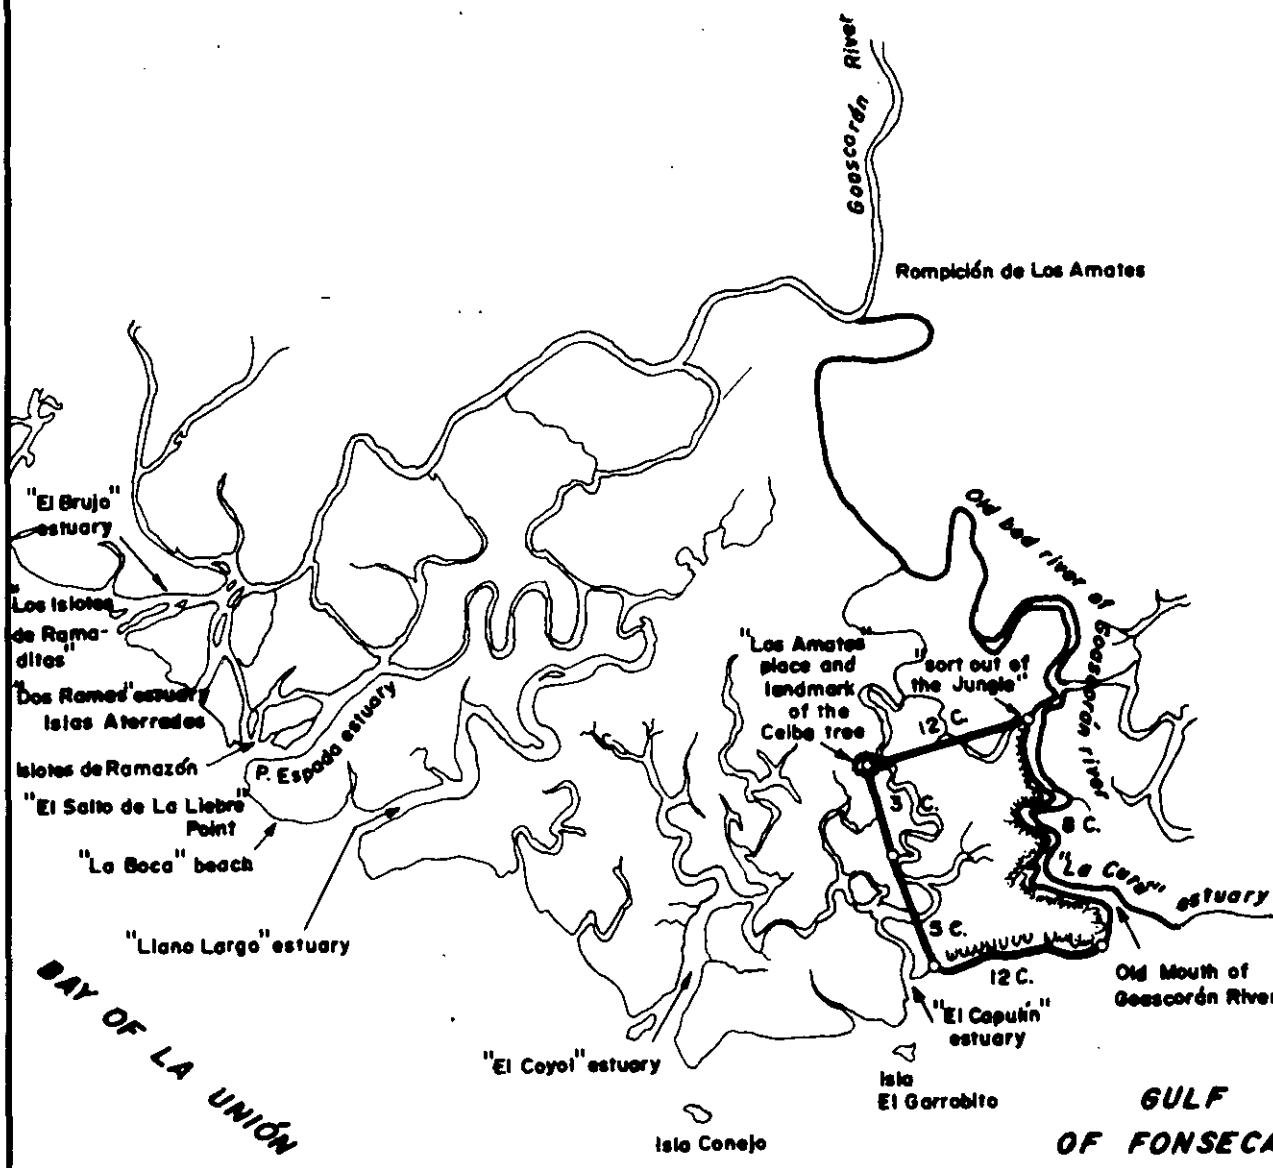 Goascorán River
Rompición de Los Amates
Old bed river of Goascorán river
"El Brujo"
estuary
"Los Islotes
de Rama-
ditas"
"Dos Rames" estuary
Islas Aterradas
Islotes de Ramazón
P. Espada estuary
"El Salto de La Liebre"
Point
"La Boca" beach
"Llano Largo" estuary
"Los Amates"
place and
landmark
of the
Ceiba tree
"sort out of
the Jungle"
12 C.
3 C.
8 C.
5 C.
12 C.
"La Cura" estuary
Old Mouth of
Goascorán River
"El Capulín"
estuary
"El Coyol" estuary
Isla
El Garrobito
Isla Conejo
BAY OF LA UNIÓN
GULF
OF FONSECA